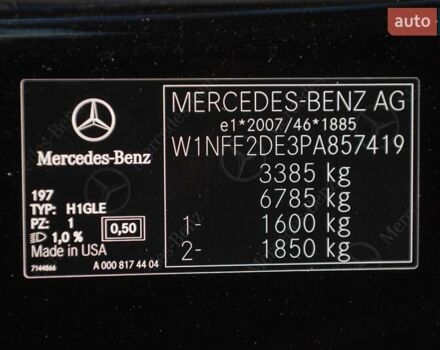 auto
MERCEDES-BENZ AG
e1*2007/46*1885
W1NFF2DE3PA857419
3385 kg
6785 kg
1- 1600 kg
2- 1850 kg
Mercedes-Benz
197
TYP: H1GLE
PZ: 1 0,50
1,0 %
Made in USA
7144866 A 000 817 44 04